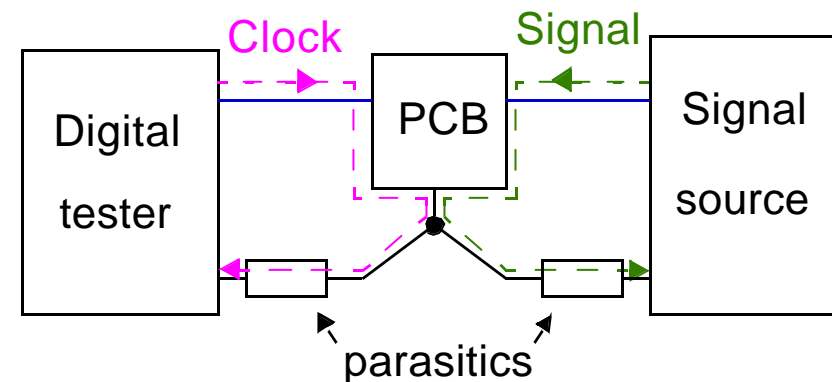 Clock
Signal
Digital
tester
PCB
Signal
source
parasitics